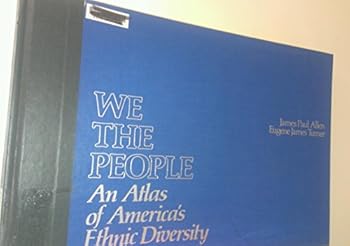 James Paul Allen
Eugene James Turner
WE
THE
PEOPLE
An Atlas
of America's
Ethnic Diversity